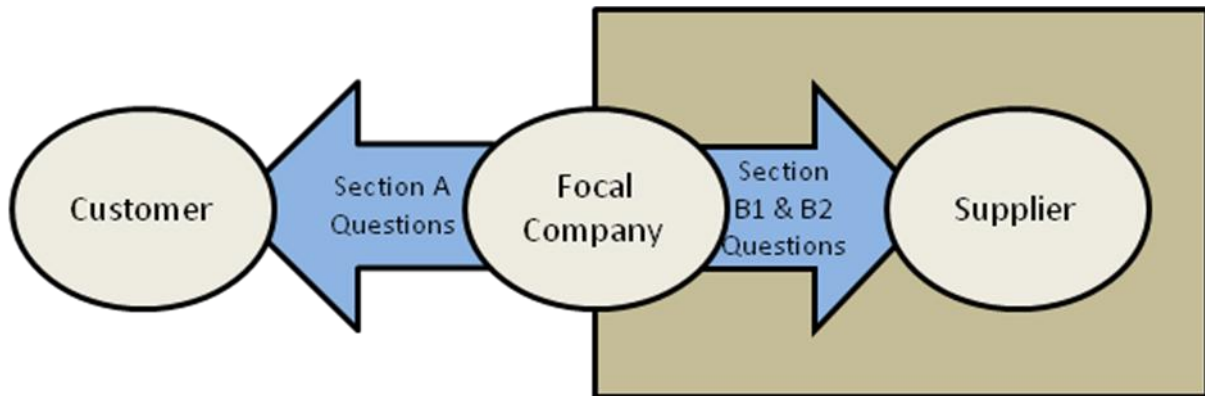 Customer
Section A
Questions
Focal
Company
Section
B1 & B2
Questions
Supplier